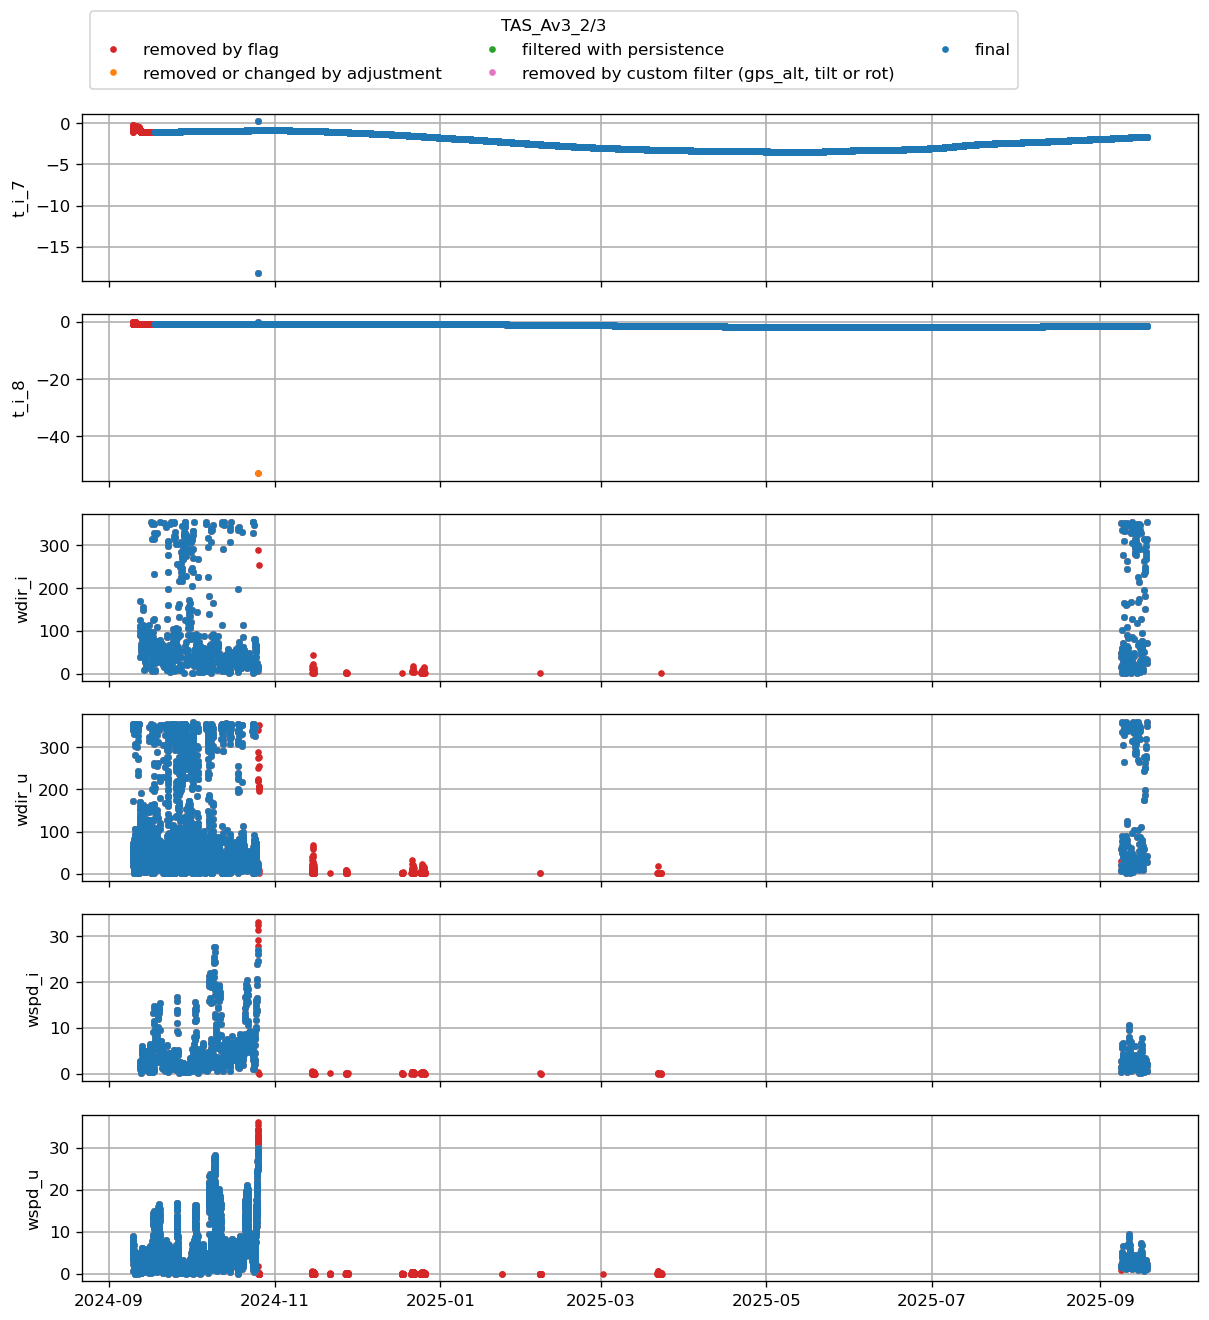 TAS_Av3_2/3
removed by flag
removed or changed by adjustment
filtered with persistence
removed by custom filter (gps_alt, tilt or rot)
final
t_i_7
0
−5
−10
−15
t_i_8
0
−20
−40
wdir_i
300
200
100
0
wdir_u
300
200
100
0
wspd_i
30
20
10
0
wspd_u
30
20
10
0
2024-09 2024-11 2025-01 2025-03 2025-05 2025-07 2025-09